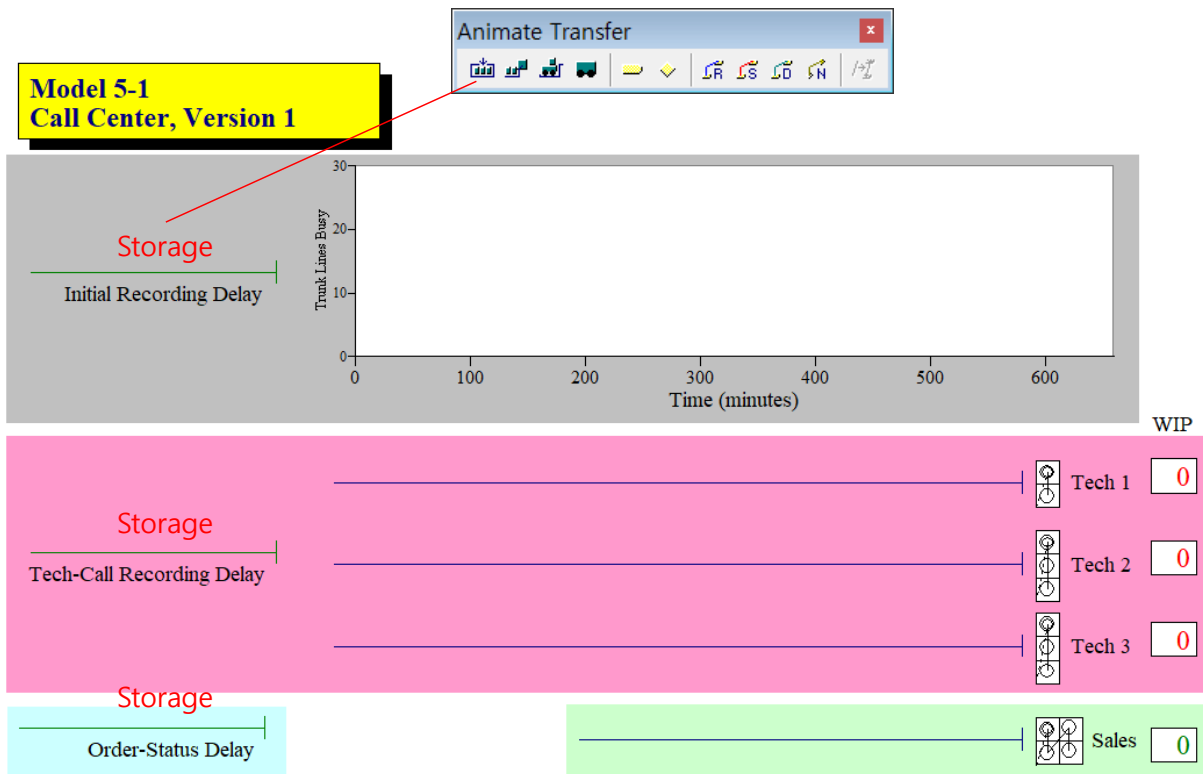 Animate Transfer
R S D N
Model 5-1
Call Center, Version 1
30
20
10
0
Trunk Lines Busy
0 100 200 300 400 500 600
Time (minutes)
Storage
Initial Recording Delay
WIP
Tech 1 0
Storage
Tech-Call Recording Delay
Tech 2 0
Tech 3 0
Storage
Order-Status Delay
Sales 0